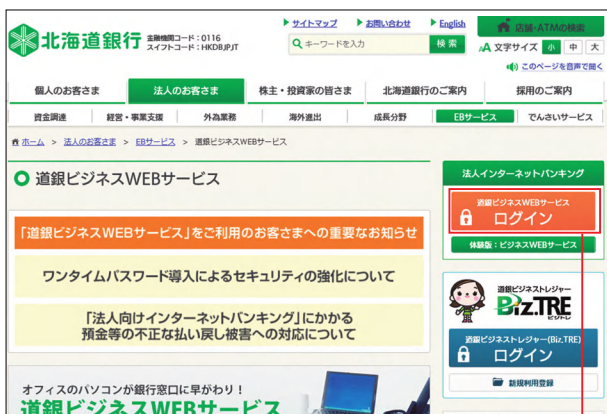 サイトマップ お問い合わせ English 店舗・ATMの検索
北海道銀行 金融機関コード:0116
スイフトコード:HKDBJPJT
キーワードを入力 検索 AA 文字サイズ 小 中 大
このページを音声で聞く
個人のお客さま 法人のお客さま 株主・投資家の皆さま 北海道銀行のご案内 採用のご案内
資金調達 経営・事業支援 外為業務 海外進出 成長分野 EBサービス でんさいサービス
ホーム > 法人のお客さま > EBサービス > 道銀ビジネスWEBサービス
道銀ビジネスWEBサービス
「道銀ビジネスWEBサービス」をご利用のお客さまへの重要なお知らせ
ワンタイムパスワード導入によるセキュリティの強化について
「法人向けインターネットバンキング」にかかる
預金等の不正な払い戻し被害への対応について
オフィスのパソコンが銀行窓口に早がわり!
道銀ビジネスWEBサービス
法人インターネットバンキング
道銀ビジネスWEBサービス
ログイン
体験版:ビジネスWEBサービス
道銀ビジネストレジャー
Biz.TRE
ビジトレ
道銀ビジネストレジャー(Biz.TRE)
ログイン
新規利用登録